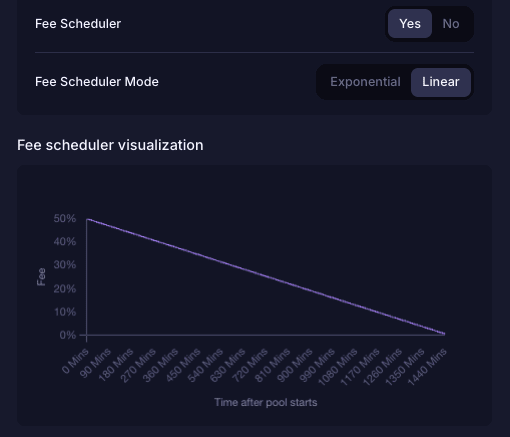 Fee Scheduler Yes No
Fee Scheduler Mode Exponential Linear
Fee scheduler visualization
50%
40%
30%
20%
10%
0%
Fee
0 Mins 90 Mins 180 Mins 270 Mins 360 Mins 450 Mins 540 Mins 630 Mins 720 Mins 810 Mins 900 Mins 990 Mins 1080 Mins 1170 Mins 1260 Mins 1350 Mins 1440 Mins
Time after pool starts